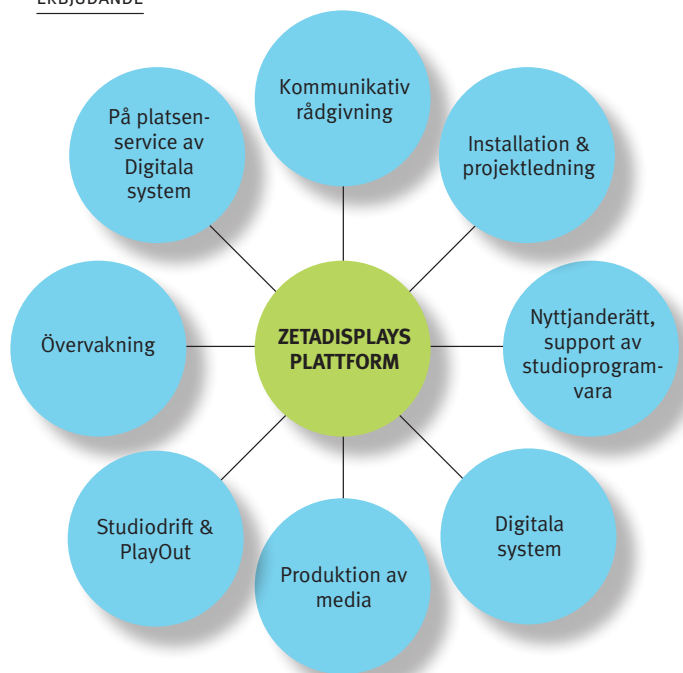 ERBJUDANDE
Kommunikativ
rådgivning
Installation &
projektledning
Nyttjanderätt,
support av
studioprogram-
vara
Digitala
system
Produktion av
media
Studiodrift &
PlayOut
Övervakning
På platsen-
service av
Digitala
system
ZETADISPLAYS
PLATTFORM